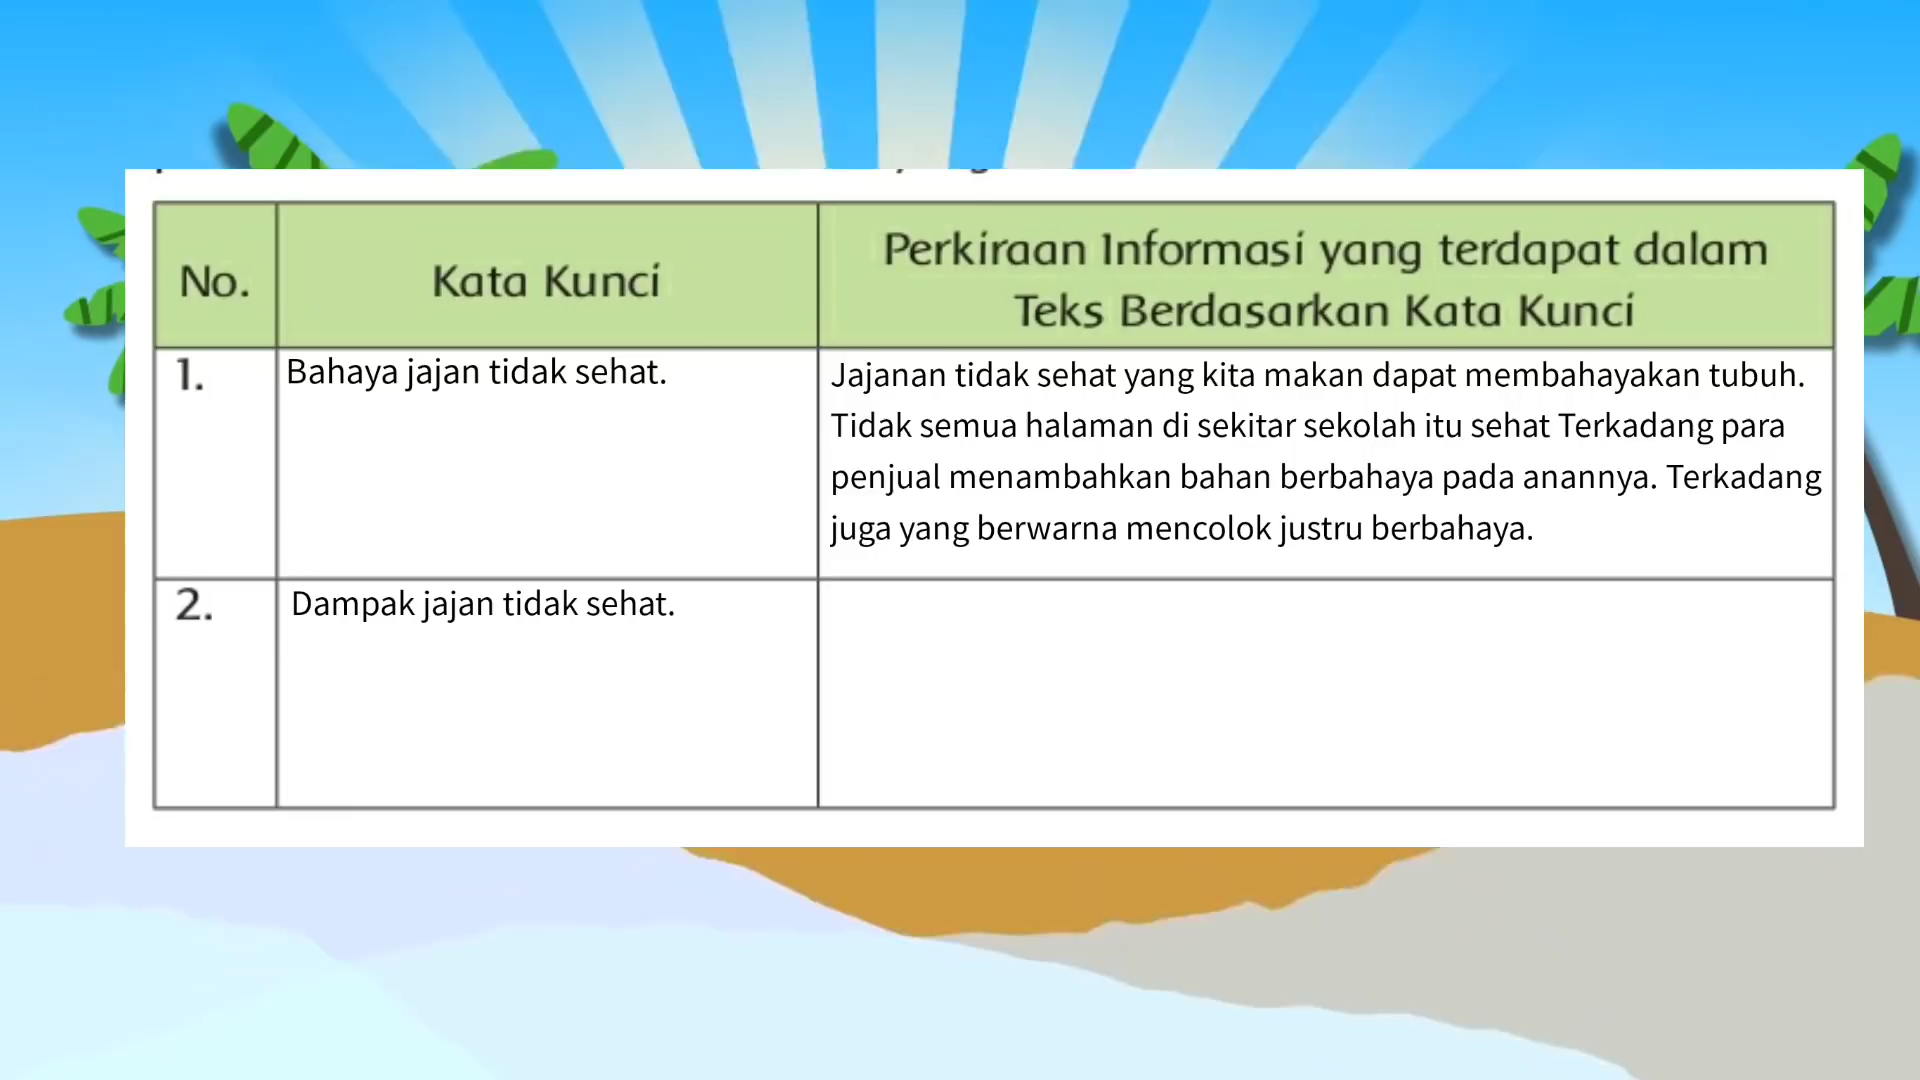 No.
Kata Kunci
Perkiraan Informasi yang terdapat dalam
Teks Berdasarkan Kata Kunci
1.
Bahaya jajan tidak sehat.
Jajanan tidak sehat yang kita makan dapat membahayakan tubuh.
Tidak semua halaman di sekitar sekolah itu sehat Terkadang para
penjual menambahkan bahan berbahaya pada anannya. Terkadang
juga yang berwarna mencolok justru berbahaya.
2.
Dampak jajan tidak sehat.